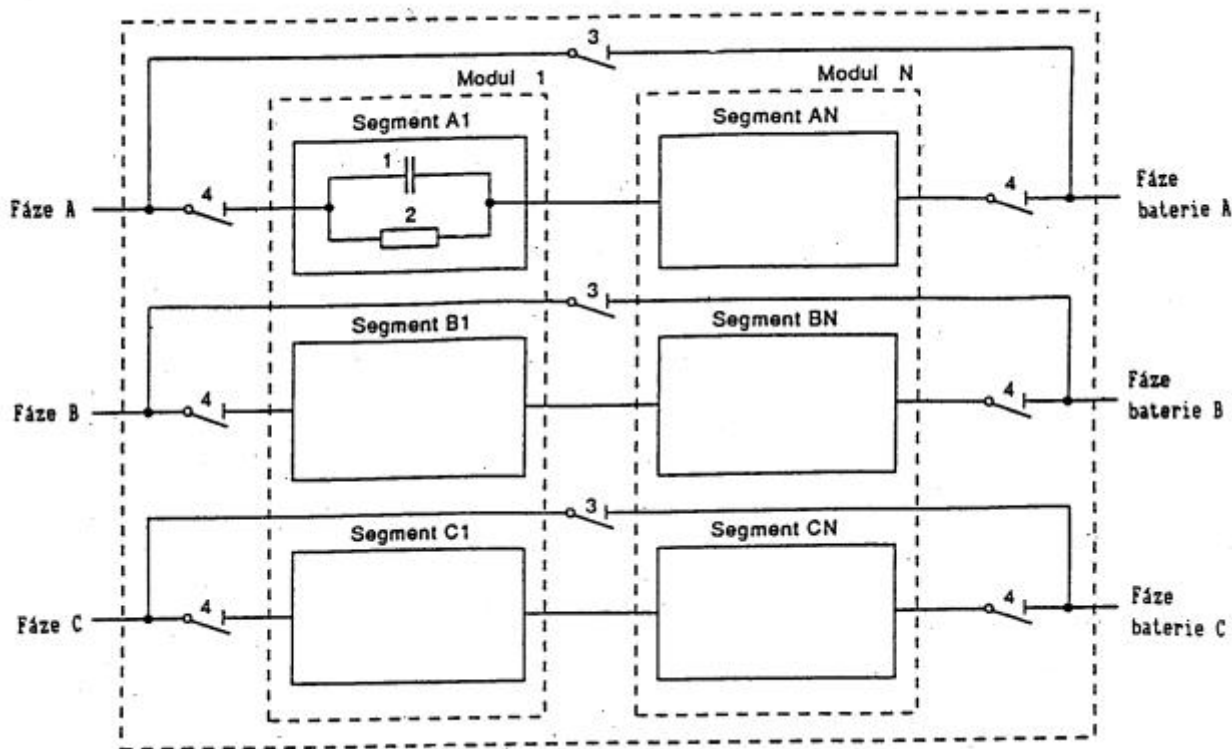 3
Modul 1
Modul N
Segment A1
Segment AN
1
2
Fáze A
4
4
Fáze
baterie A
3
Segment B1
Segment BN
Fáze B
4
4
Fáze
baterie B
3
Segment C1
Segment CN
Fáze C
4
4
Fáze
baterie C